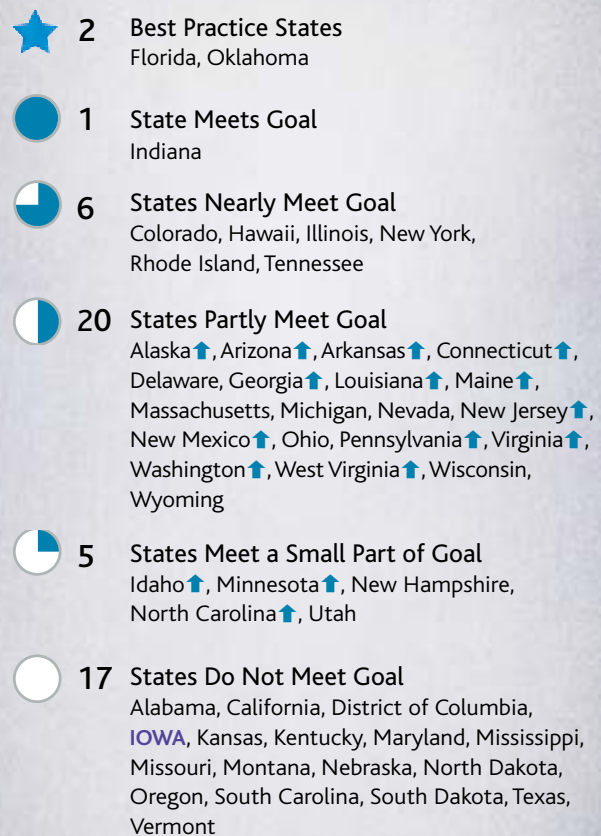 2 Best Practice States
Florida, Oklahoma
1 State Meets Goal
Indiana
6 States Nearly Meet Goal
Colorado, Hawaii, Illinois, New York,
Rhode Island, Tennessee
20 States Partly Meet Goal
Alaska⬆, Arizona⬆, Arkansas⬆, Connecticut⬆,
Delaware, Georgia⬆, Louisiana⬆, Maine⬆,
Massachusetts, Michigan, Nevada, New Jersey⬆,
New Mexico⬆, Ohio, Pennsylvania⬆, Virginia⬆,
Washington⬆, West Virginia⬆, Wisconsin,
Wyoming
5 States Meet a Small Part of Goal
Idaho⬆, Minnesota⬆, New Hampshire,
North Carolina⬆, Utah
17 States Do Not Meet Goal
Alabama, California, District of Columbia,
IOWA, Kansas, Kentucky, Maryland, Mississippi,
Missouri, Montana, Nebraska, North Dakota,
Oregon, South Carolina, South Dakota, Texas,
Vermont